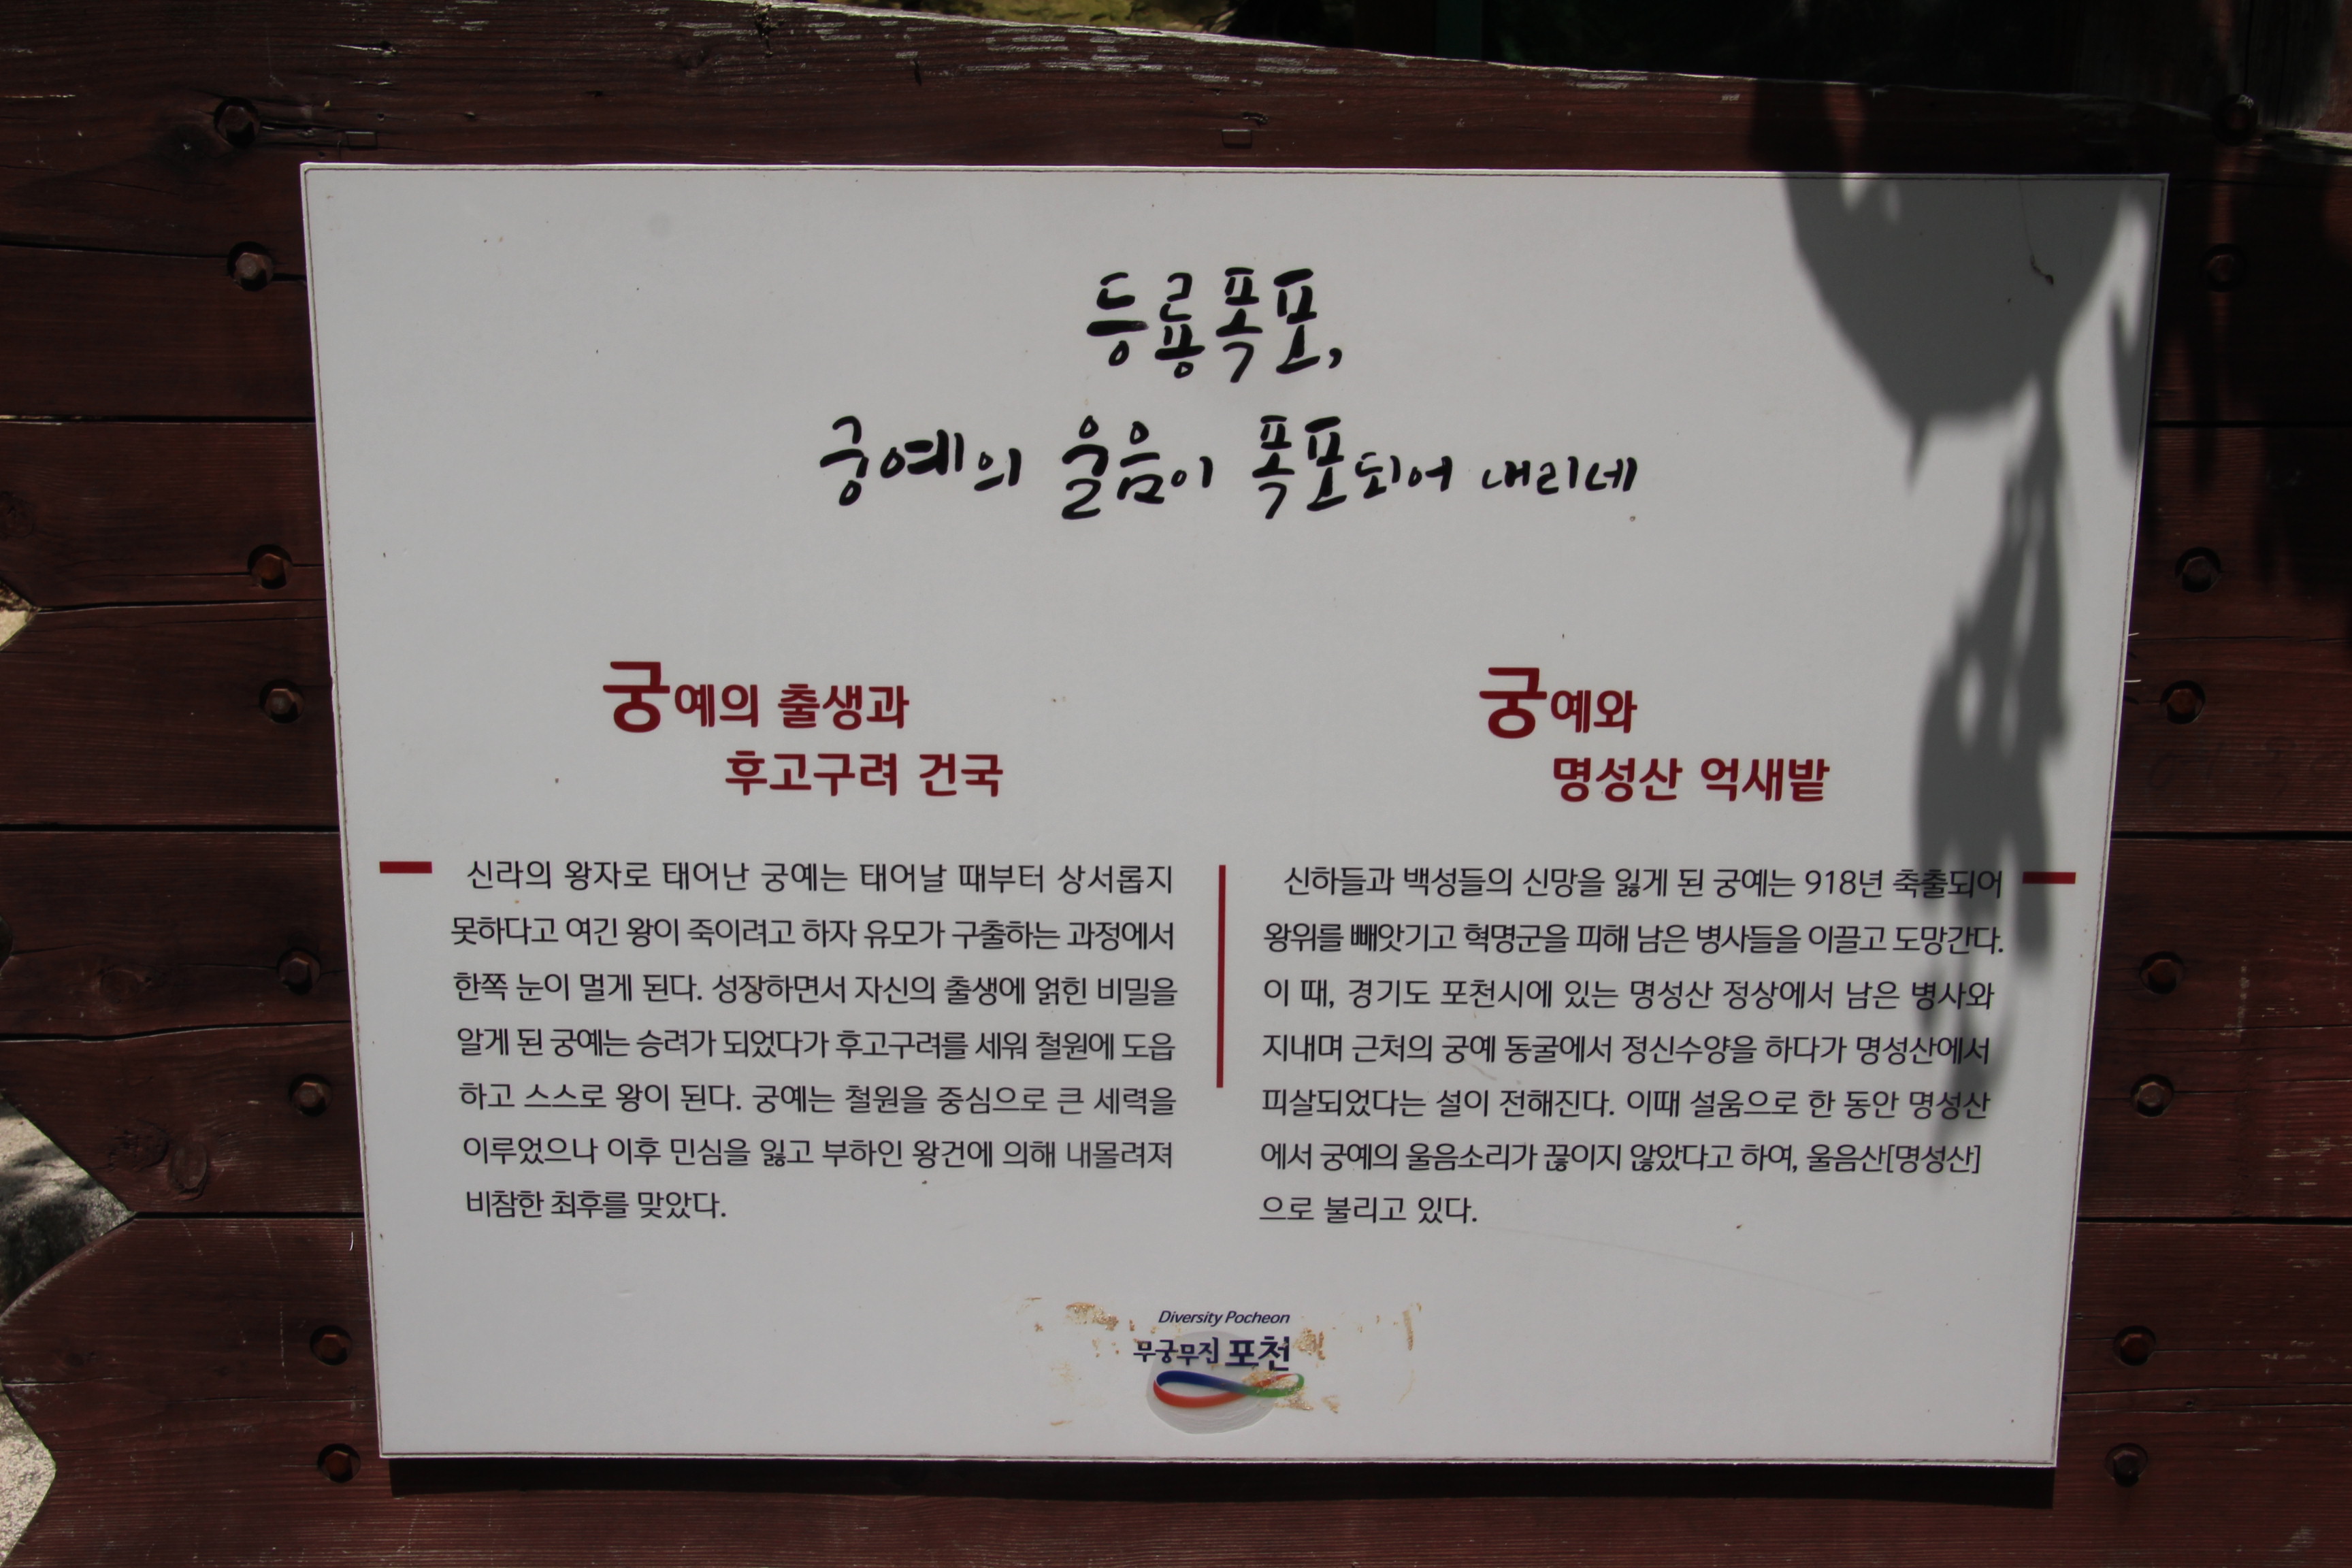 등룡폭포,
궁예의 울음이 폭포되어 내리네
궁예의 출생과
후고구려 건국
신라의 왕자로 태어난 궁예는 태어날 때부터 상서롭지
못하다고 여긴 왕이 죽이려고 하자 유모가 구출하는 과정에서
한쪽 눈이 멀게 된다. 성장하면서 자신의 출생에 얽힌 비밀을
알게 된 궁예는 승려가 되었다가 후고구려를 세워 철원에 도읍
하고 스스로 왕이 된다. 궁예는 철원을 중심으로 큰 세력을
이루었으나 이후 민심을 잃고 부하인 왕건에 의해 내몰려져
비참한 최후를 맞았다.
궁예와
명성산 억새밭
신하들과 백성들의 신망을 잃게 된 궁예는 918년 축출되어
왕위를 빼앗기고 혁명군을 피해 남은 병사들을 이끌고 도망간다.
이 때, 경기도 포천시에 있는 명성산 정상에서 남은 병사와
지내며 근처의 궁예 동굴에서 정신수양을 하다가 명성산에서
피살되었다는 설이 전해진다. 이때 설움으로 한 동안 명성산
에서 궁예의 울음소리가 끊이지 않았다고 하여, 울음산[명성산]
으로 불리고 있다.
Diversity Pocheon
무궁무진 포천